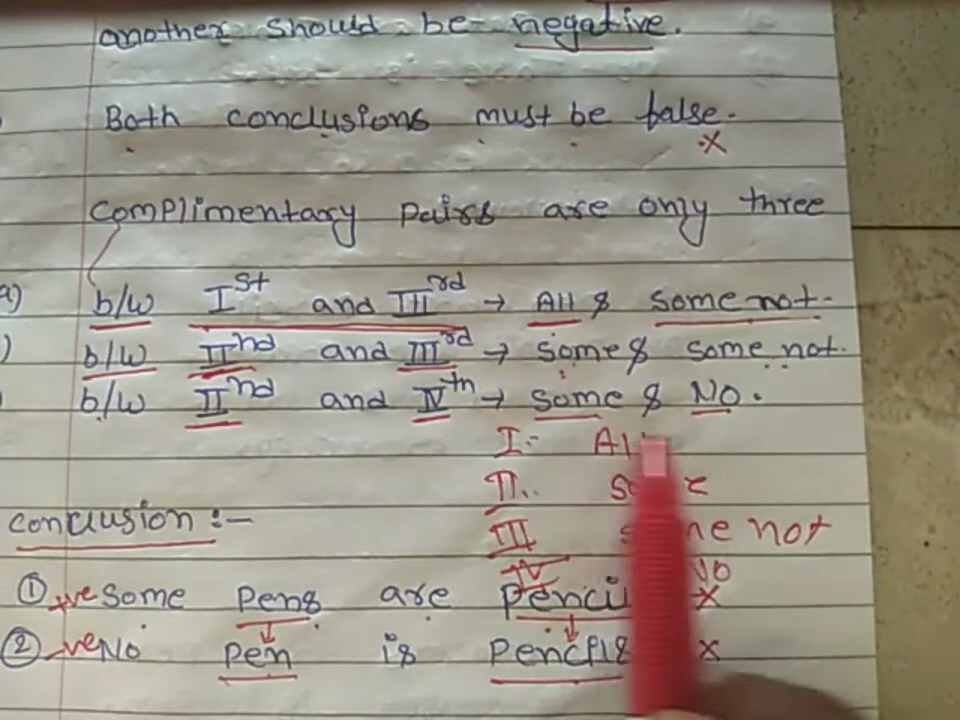 another should be negative.
Both conclusions must be false.
x
Complimentary pairs are only three
a) b/w Ist and IIIrd → All & some not.
) b/w IInd and IIIrd → some & some not.
b/w IInd and IVth → some & NO.
I:- All
II..
III not
conclusion :-
IV NO
① +ve Some pens are x
② -ve No pen is pencils x